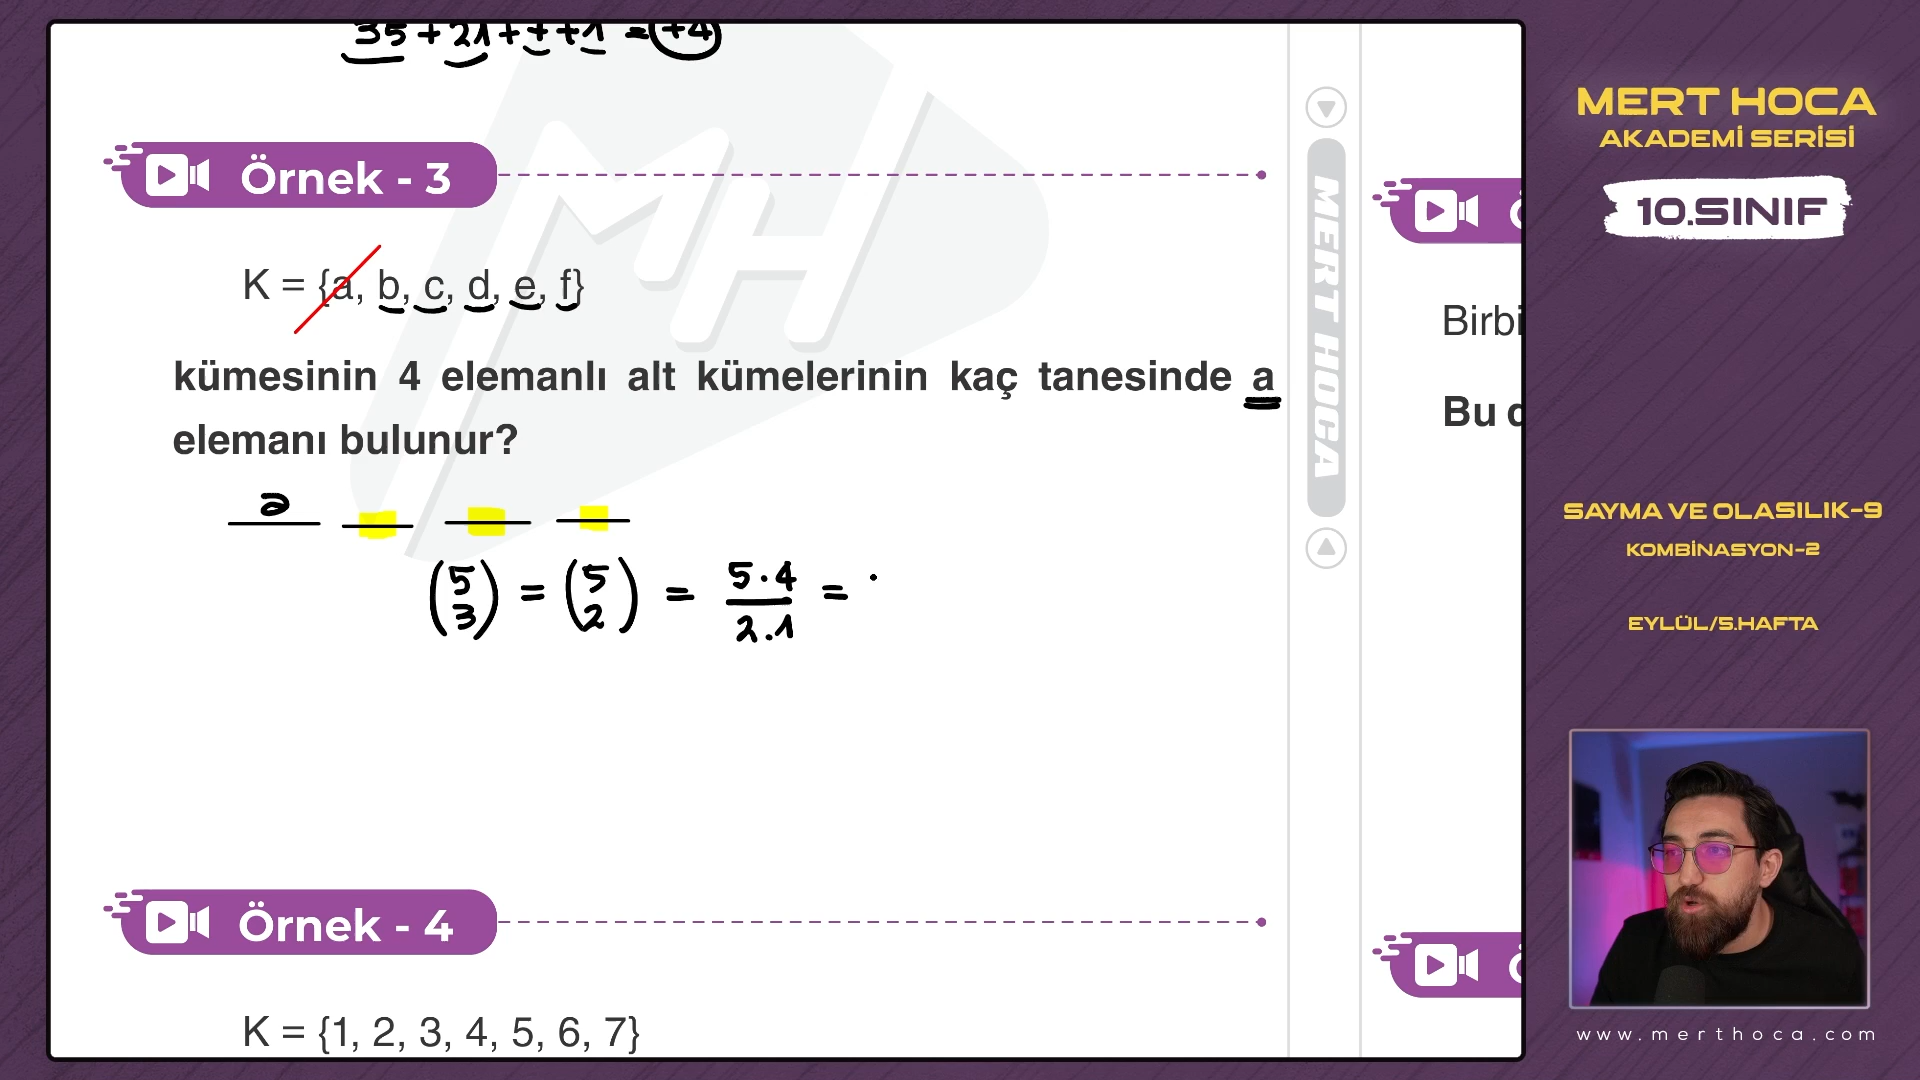 35 + 21 + 7 + 1 = 74
Örnek - 3
K = {a, b, c, d, e, f}
kümesinin 4 elemanlı alt kümelerinin kaç tanesinde a
elemanı bulunur?
a
(5 3) = (5 2) = 5.4 / 2.1 =
Örnek - 4
K = {1, 2, 3, 4, 5, 6, 7}
MERT HOCA
Birbi
Bu
MERT HOCA
AKADEMİ SERİSİ
10.SINIF
SAYMA VE OLASILIK-9
KOMBİNASYON-2
EYLÜL/5.HAFTA
www.merthoca.com